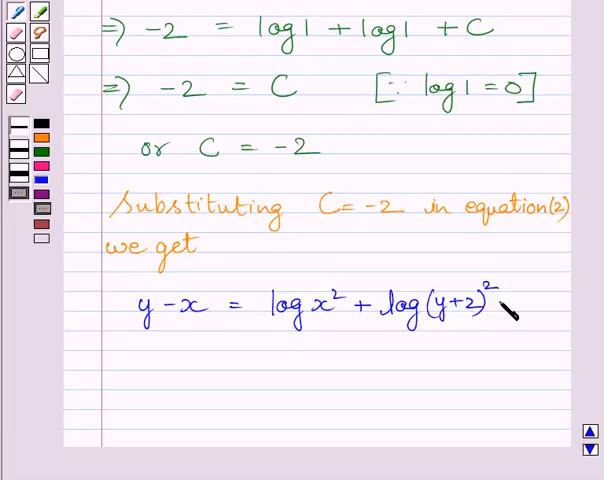 ⇒) -2 = log1 + log1 + C
⇒) -2 = C [∵ log1 = 0]
or C = -2
Substituting C = -2 in equation(2)
we get
y - x = log x² + log(y+2)²